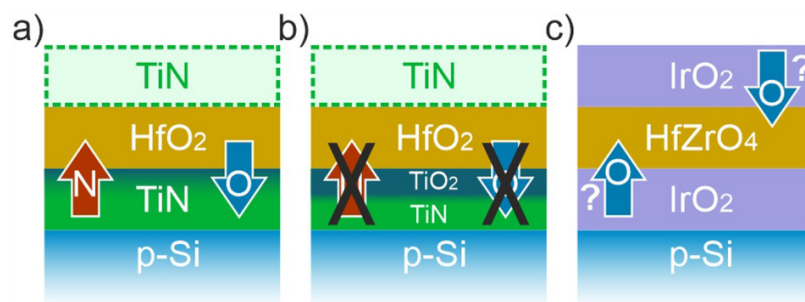 a)
TiN
HfO2
N
O
TiN
p-Si
b)
TiN
HfO2
TiO2
O
TiN
p-Si
c)
IrO2
?
O
HfZrO4
O
?
IrO2
p-Si